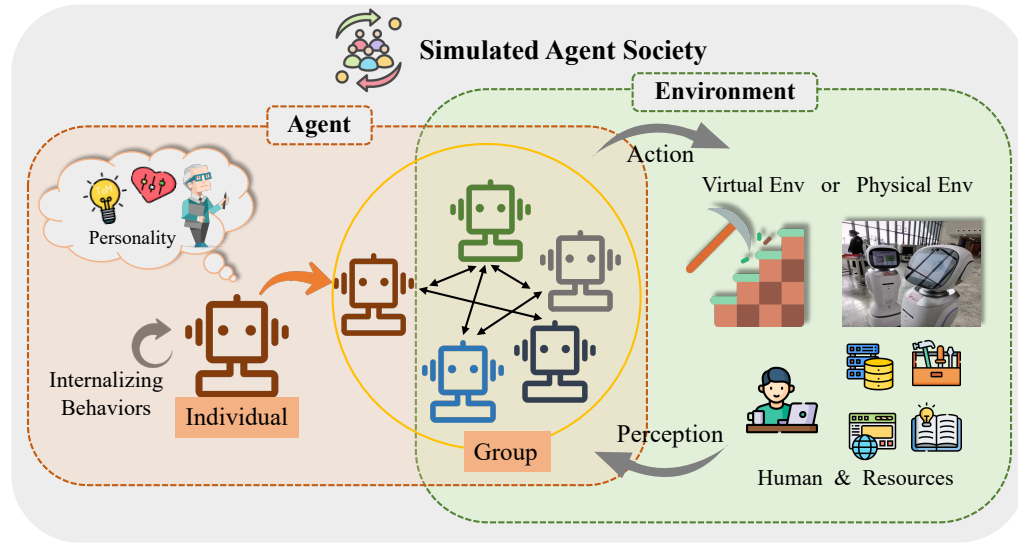 Simulated Agent Society
Environment
Agent
Action
Virtual Env or Physical Env
ToM
Personality
Internalizing
Behaviors
Individual
Group
Perception
Human & Resources